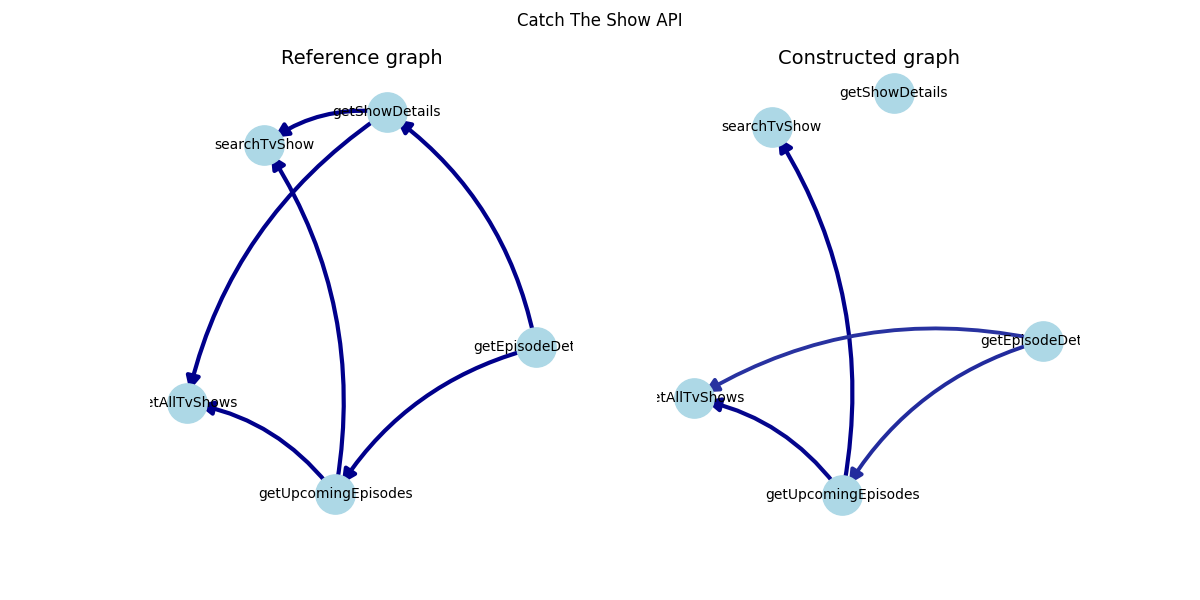 Catch The Show API
Reference graph
getShowDetails
searchTvShow
getEpisodeDet
etAllTvShows
getUpcomingEpisodes
Constructed graph
getShowDetails
searchTvShow
getEpisodeDet
etAllTvShows
getUpcomingEpisodes